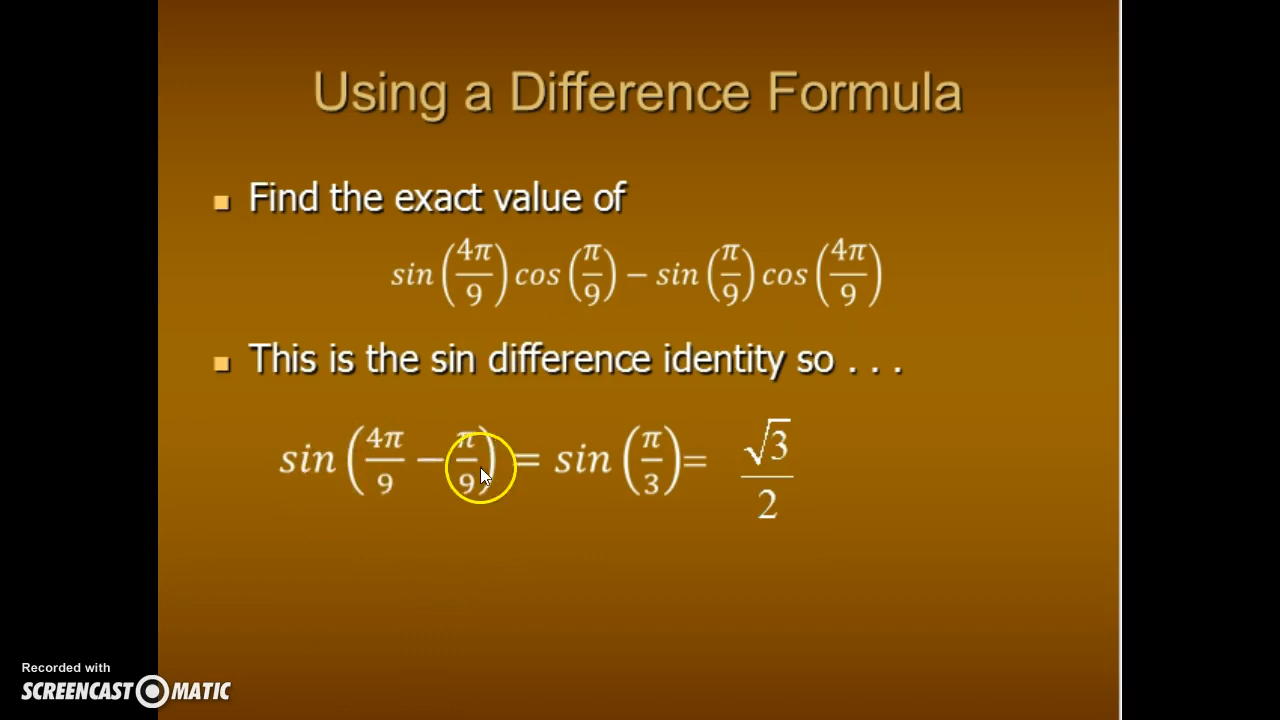 Using a Difference Formula
Find the exact value of
sin(4π/9)cos(π/9) − sin(π/9)cos(4π/9)
This is the sin difference identity so . . .
sin(4π/9 − π/9) = sin(π/3) = √3/2
Recorded with
SCREENCAST MATIC